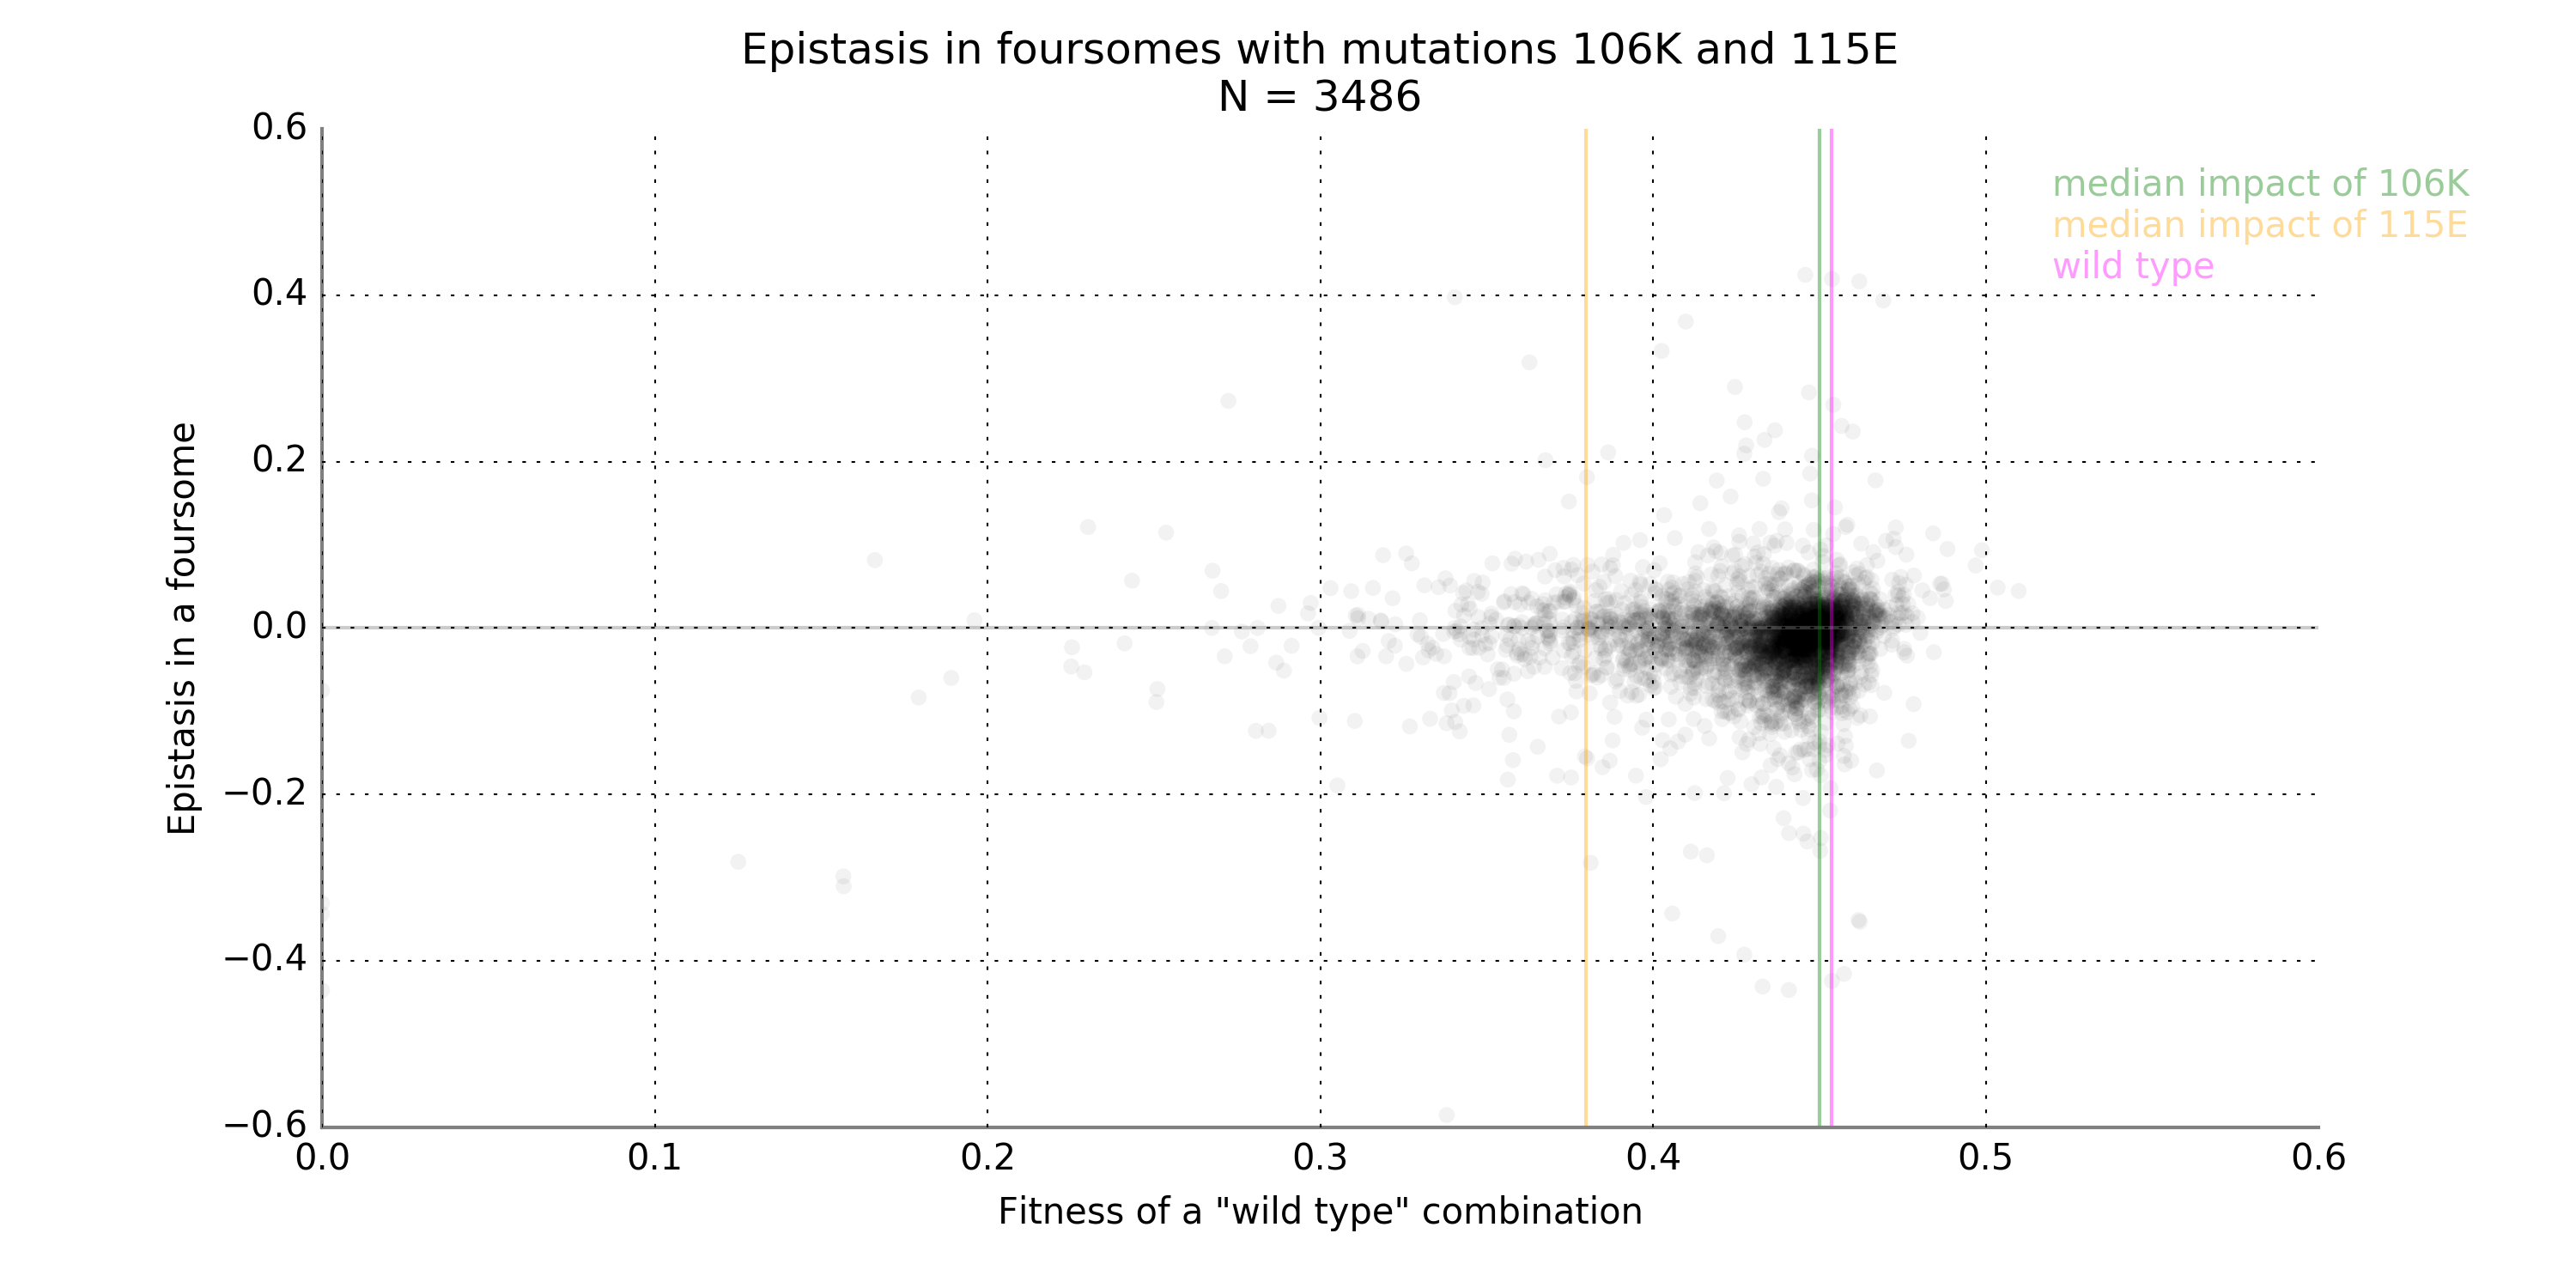 Epistasis in foursomes with mutations 106K and 115E
N = 3486
median impact of 106K
median impact of 115E
wild type
Epistasis in a foursome
0.6
0.4
0.2
0.0
−0.2
−0.4
−0.6
0.0 0.1 0.2 0.3 0.4 0.5 0.6
Fitness of a "wild type" combination